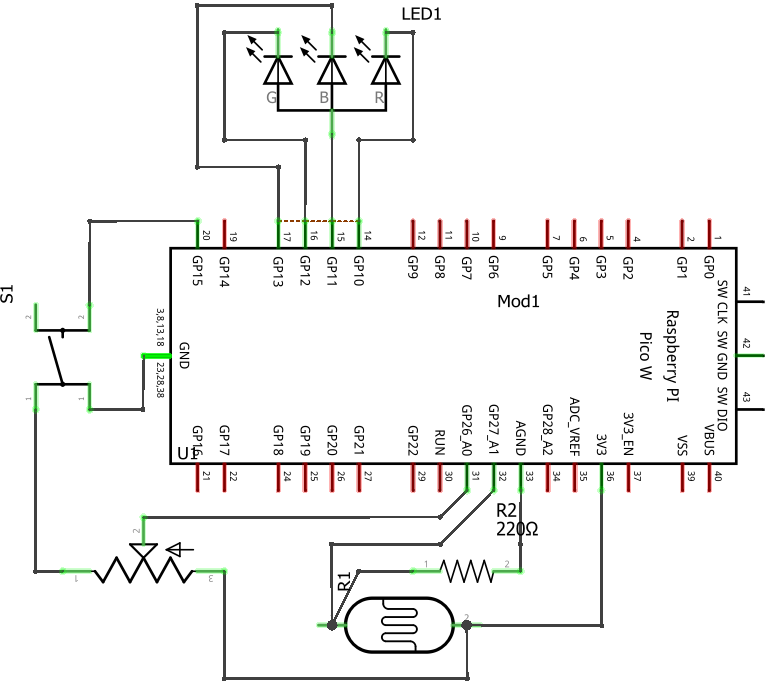 LED1
G
B
R
20
19
17
16
15
14
12
11
10
9
7
6
5
4
2
1
GP15
GP14
GP13
GP12
GP11
GP10
GP9
GP8
GP7
GP6
GP5
GP4
GP3
GP2
GP1
GP0
S1
2
2
1
1
3,8,13,18
GND
23,28,38
Mod1
Raspberry PI
Pico W
SW CLK
SW GND
SW DIO
41
42
43
U1
GP16
GP17
GP18
GP19
GP20
GP21
GP22
RUN
GP26_A0
GP27_A1
AGND
GP28_A2
ADC_VREF
3V3
3V3_EN
VSS
VBUS
21
22
24
25
26
27
29
30
31
32
33
34
35
36
37
39
40
R2
220Ω
2
1
3
R1
1
2
2